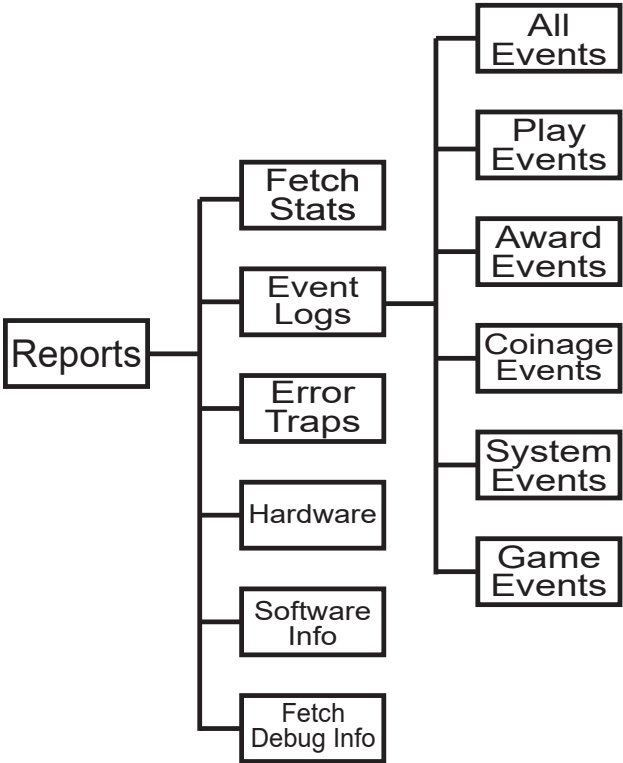 Reports
Fetch
Stats
Event
Logs
Error
Traps
Hardware
Software
Info
Fetch
Debug Info
All
Events
Play
Events
Award
Events
Coinage
Events
System
Events
Game
Events